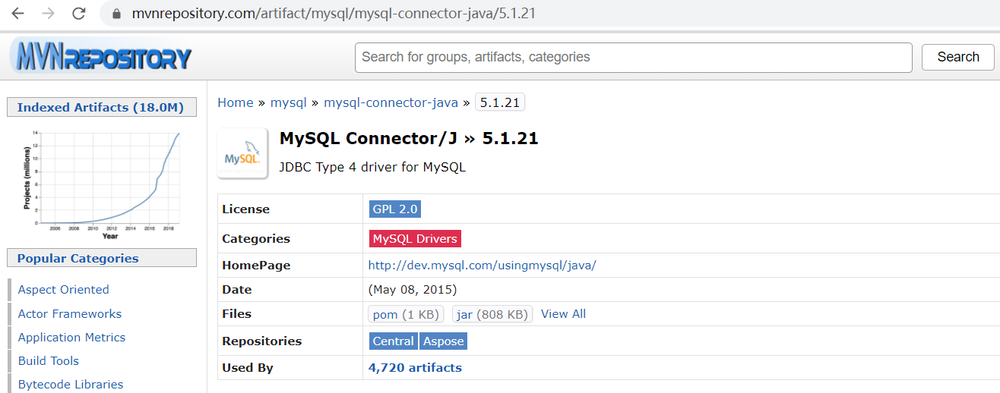 mvnrepository.com/artifact/mysql/mysql-connector-java/5.1.21
MVNREPOSITORY
Search for groups, artifacts, categories
Search
Indexed Artifacts (18.0M)
Projects (millions)
14
12
10
8
6
4
2
0
2006 2008 2010 2012 2014 2016 2018
Year
Popular Categories
Aspect Oriented
Actor Frameworks
Application Metrics
Build Tools
Bytecode Libraries
Home » mysql » mysql-connector-java » 5.1.21
MySQL.
MySQL Connector/J » 5.1.21
JDBC Type 4 driver for MySQL
License GPL 2.0
Categories MySQL Drivers
HomePage http://dev.mysql.com/usingmysql/java/
Date (May 08, 2015)
Files pom (1 KB) jar (808 KB) View All
Repositories Central Aspose
Used By 4,720 artifacts